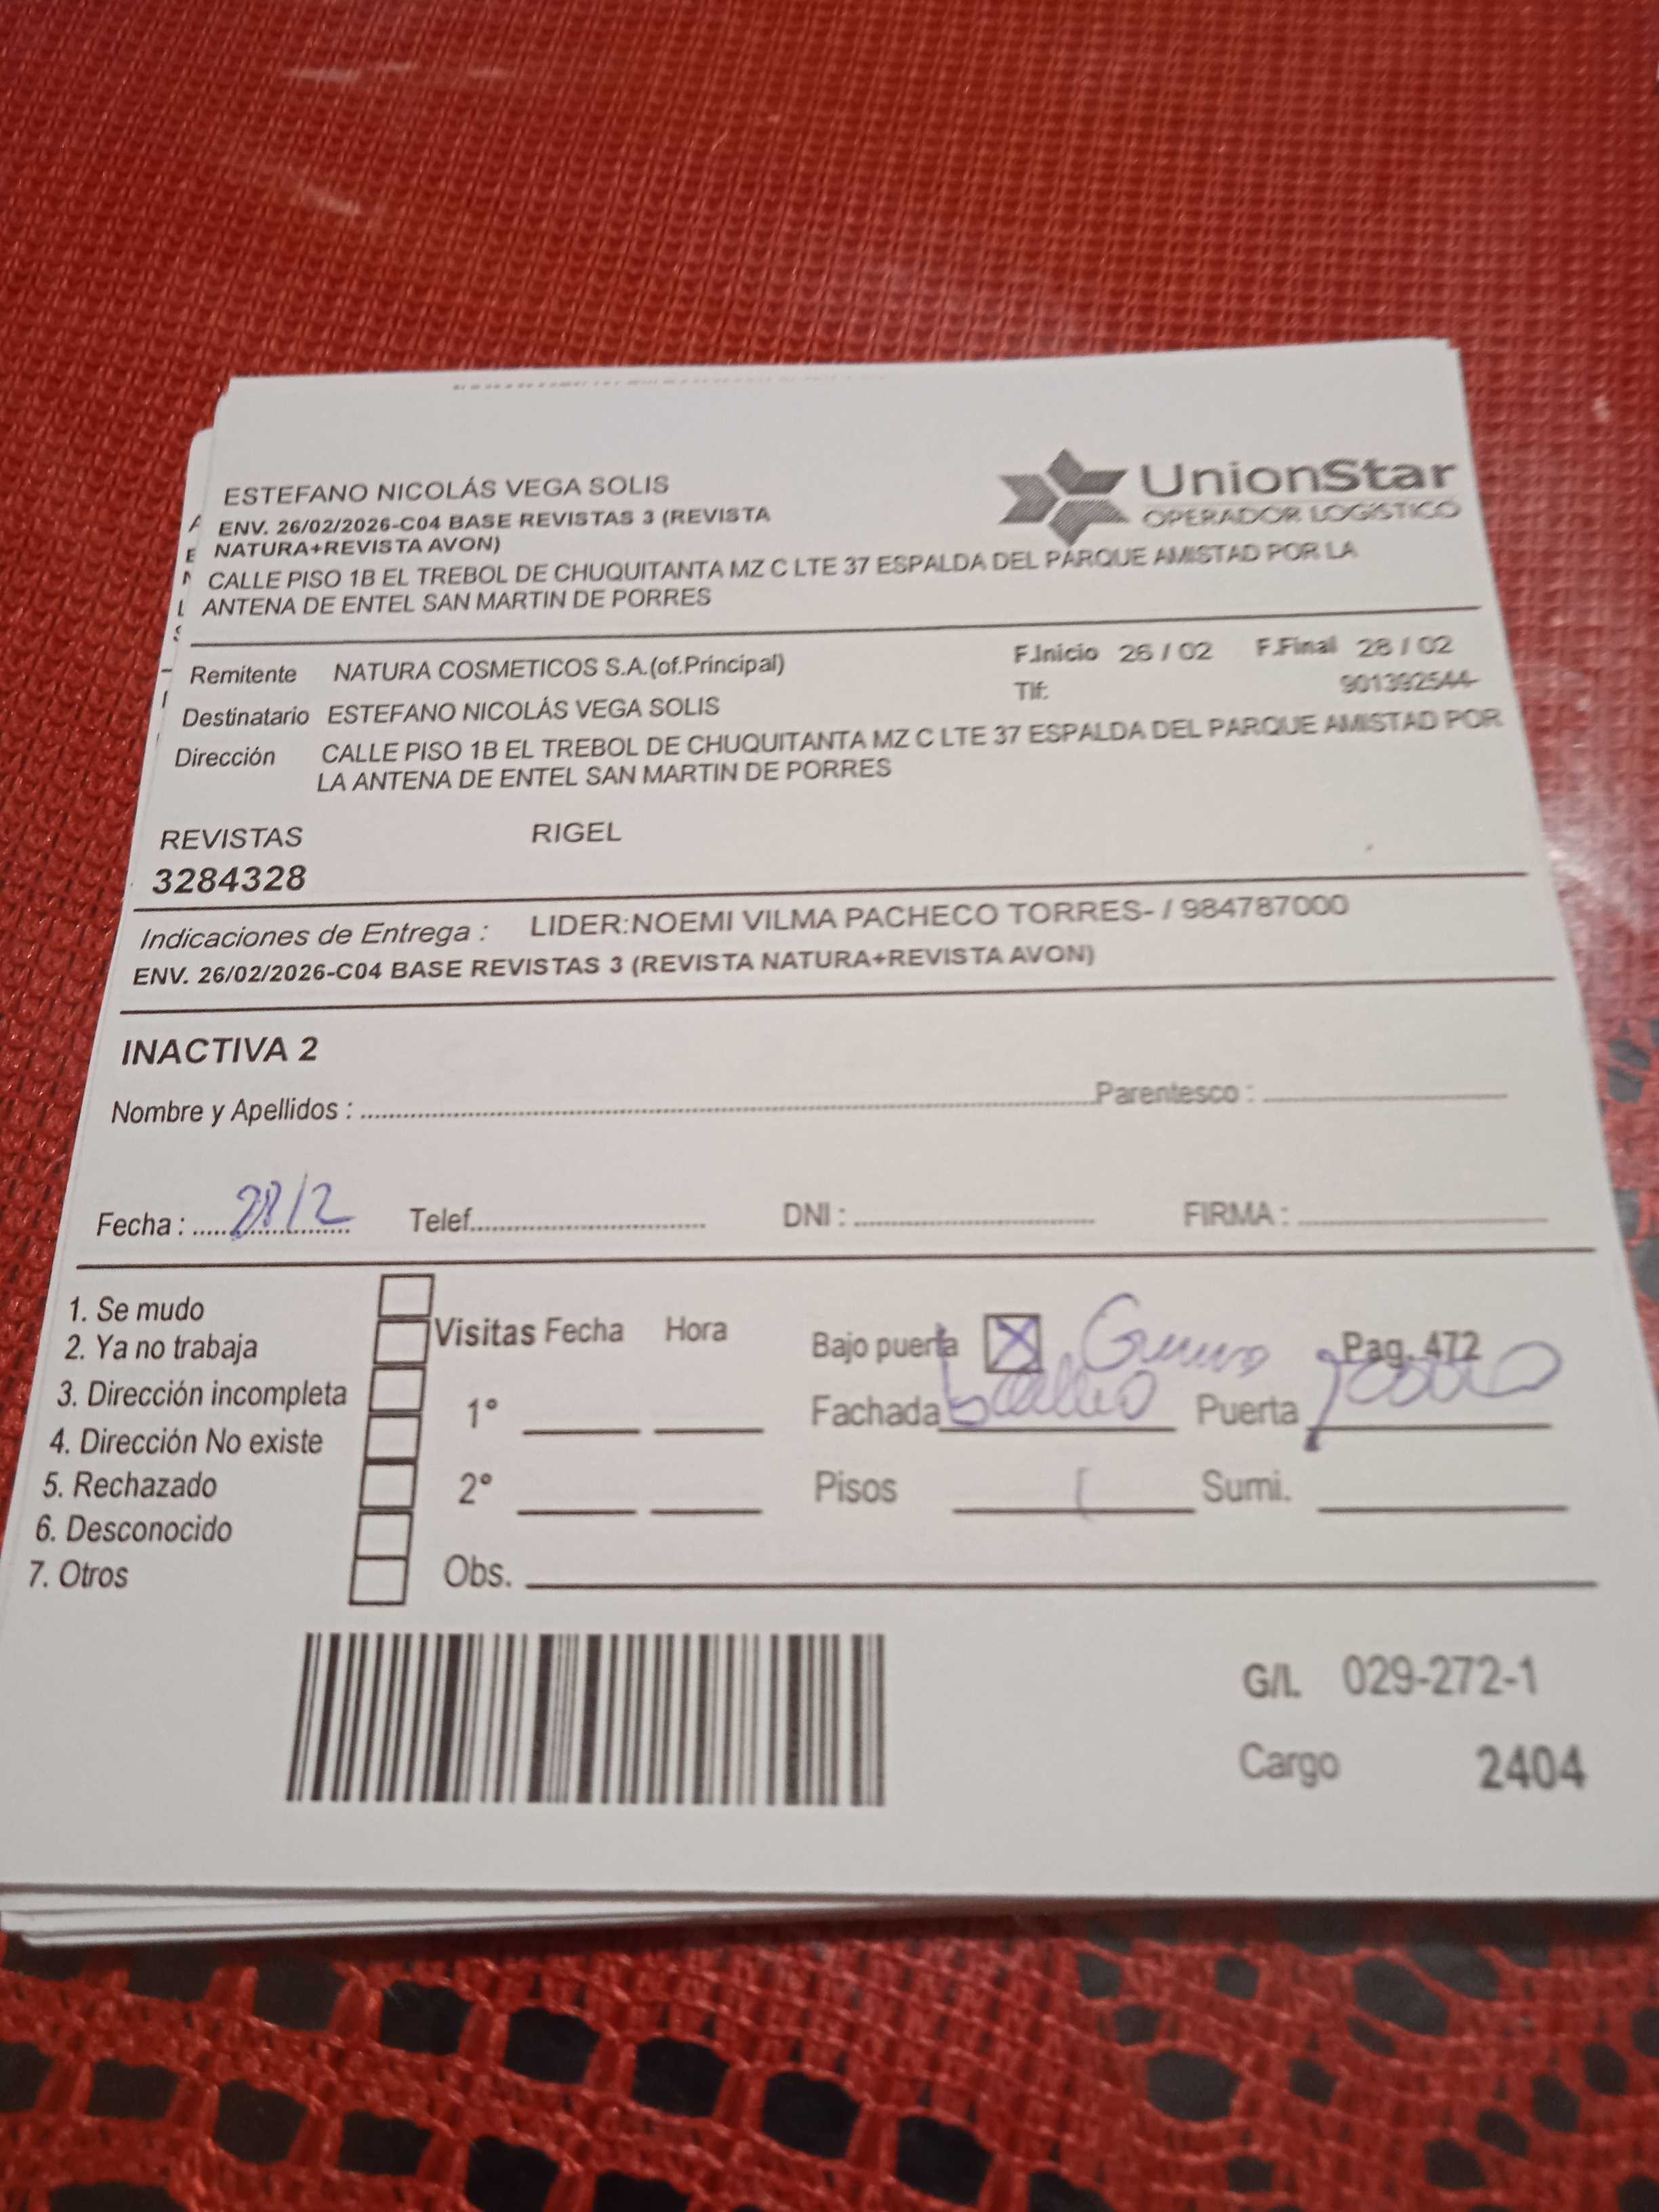 ESTEFANO NICOLÁS VEGA SOLIS
UnionStar
OPERADOR LOGÍSTICO
ENV. 26/02/2026-C04 BASE REVISTAS 3 (REVISTA
NATURA+REVISTA AVON)
CALLE PISO 1B EL TREBOL DE CHUQUITANTA MZ C LTE 37 ESPALDA DEL PARQUE AMISTAD POR LA
ANTENA DE ENTEL SAN MARTIN DE PORRES
Remitente NATURA COSMETICOS S.A.(of.Principal) F.Inicio 26 / 02 F.Final 28 / 02
Tlf: 901392544-
Destinatario ESTEFANO NICOLÁS VEGA SOLIS
Dirección CALLE PISO 1B EL TREBOL DE CHUQUITANTA MZ C LTE 37 ESPALDA DEL PARQUE AMISTAD POR
LA ANTENA DE ENTEL SAN MARTIN DE PORRES
REVISTAS RIGEL
3284328
Indicaciones de Entrega : LIDER:NOEMI VILMA PACHECO TORRES- / 984787000
ENV. 26/02/2026-C04 BASE REVISTAS 3 (REVISTA NATURA+REVISTA AVON)
INACTIVA 2
Nombre y Apellidos : Parentesco :
Fecha : 28/2 Telef. DNI : FIRMA :
1. Se mudo
2. Ya no trabaja
3. Dirección incompleta
4. Dirección No existe
5. Rechazado
6. Desconocido
7. Otros
Visitas Fecha Hora
1°
2°
Obs.
Bajo puerta X Pag. 472
Fachada Puerta
Pisos 1 Sumi.
G/I. 029-272-1
Cargo 2404